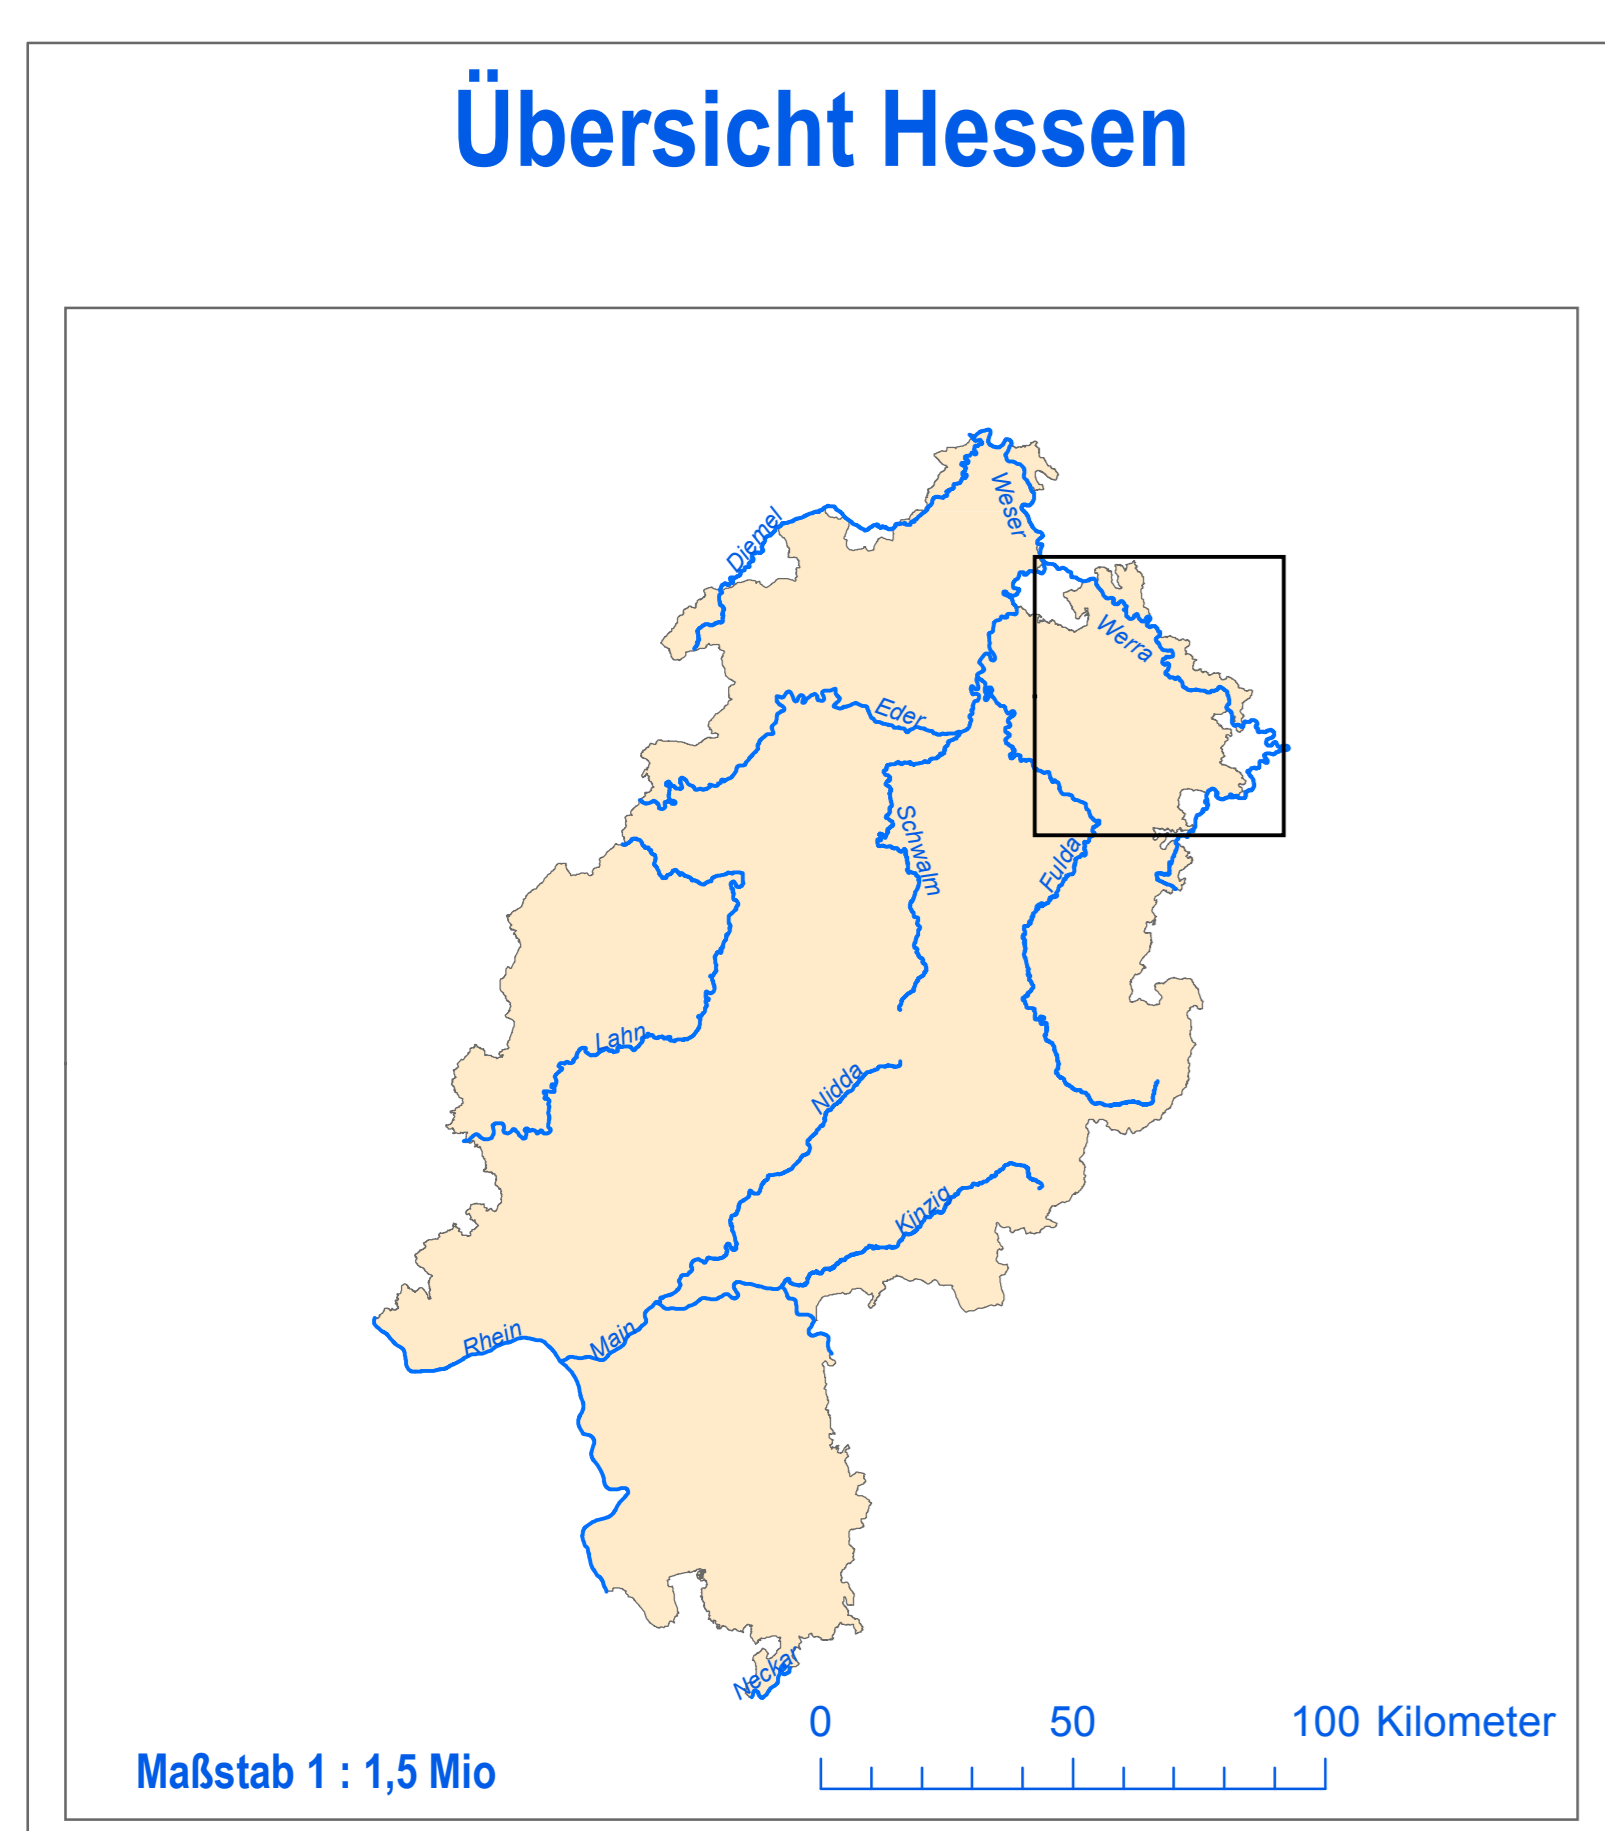 Übersicht Hessen
Weser
Diemel
Werra
Eder
Schwalm
Fulda
Lahn
Nidda
Kinzig
Rhein
Main
Neckar
0 50 100 Kilometer
Maßstab 1 : 1,5 Mio